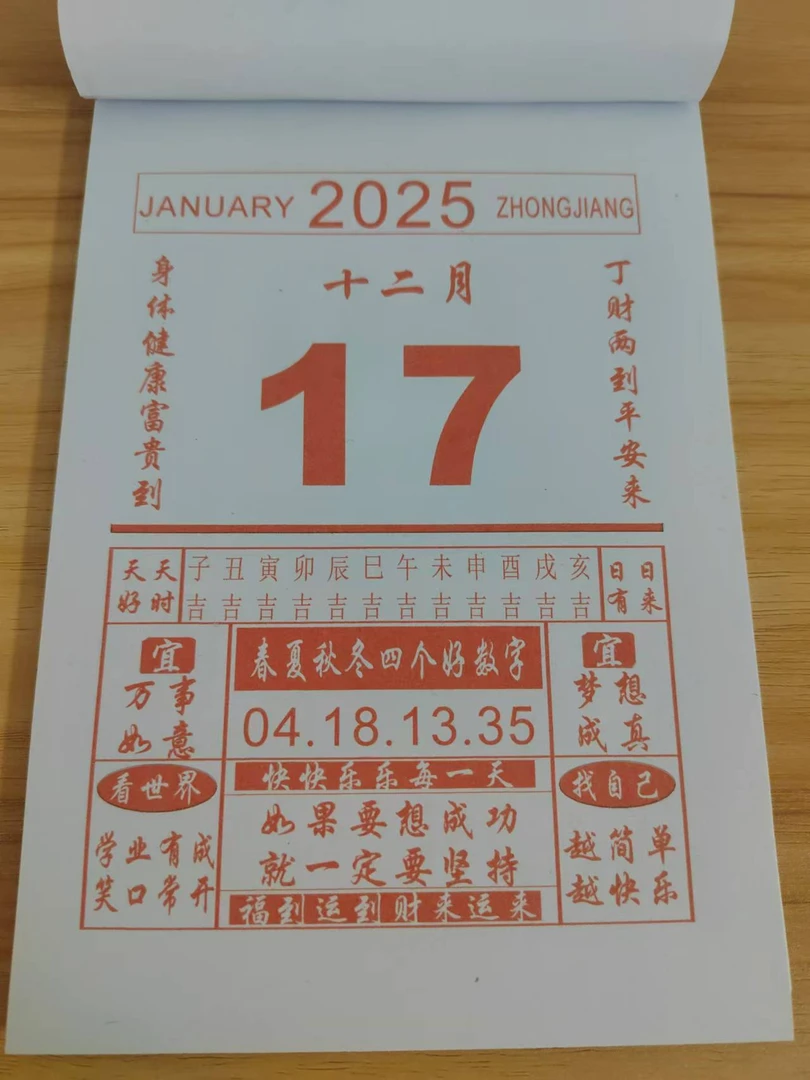 JANUARY 2025 ZHONGJIANG
十二月
身体健康富贵到
17
丁财两到平安来
天天
好时
子丑寅卯辰巳午未申酉戌亥
吉吉吉吉吉吉吉吉吉吉吉吉
日日
有来
宜
万事
如意
春夏秋冬四个好数字
04.18.13.35
宜
梦想
成真
看世界
学业有成
笑口常开
快快乐乐每一天
如果要想成功
就一定要坚持
福到运到财来运来
找自己
越简单
越快乐